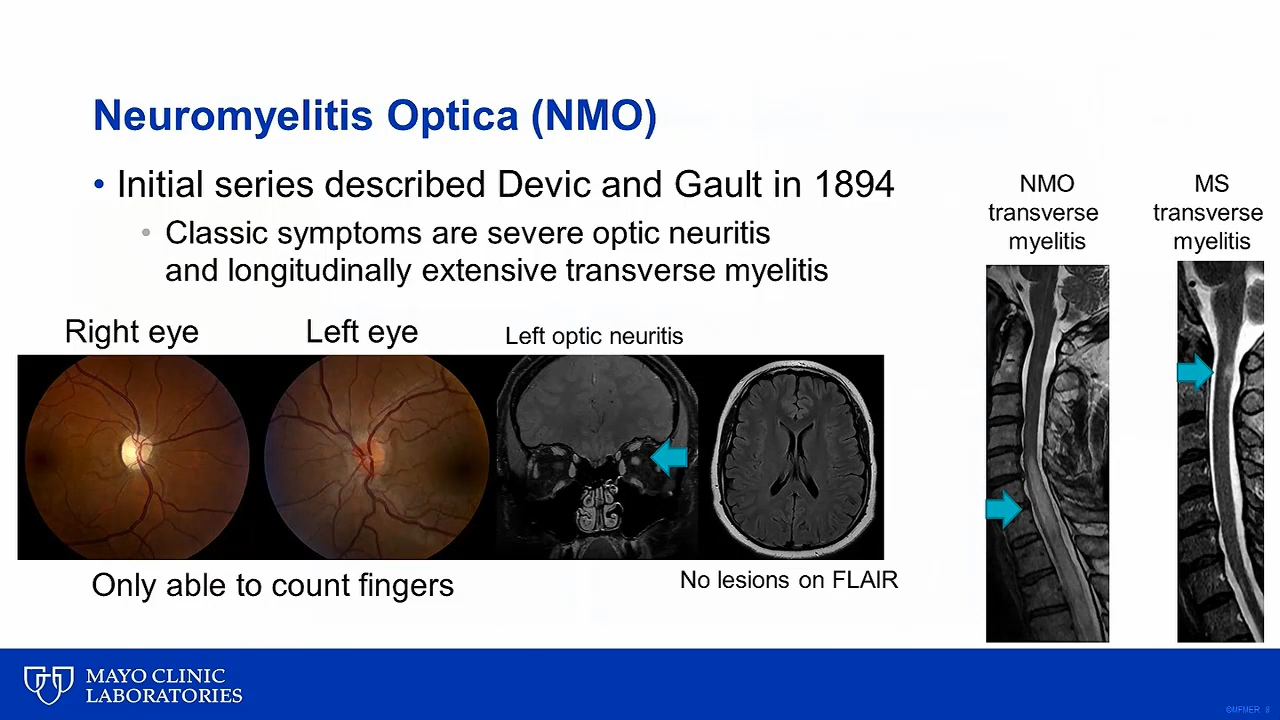 Neuromyelitis Optica (NMO)
• Initial series described Devic and Gault in 1894
• Classic symptoms are severe optic neuritis
and longitudinally extensive transverse myelitis
NMO
transverse
myelitis
MS
transverse
myelitis
Right eye
Left eye
Left optic neuritis
Only able to count fingers
No lesions on FLAIR
MAYO CLINIC
LABORATORIES
©MFMER 8